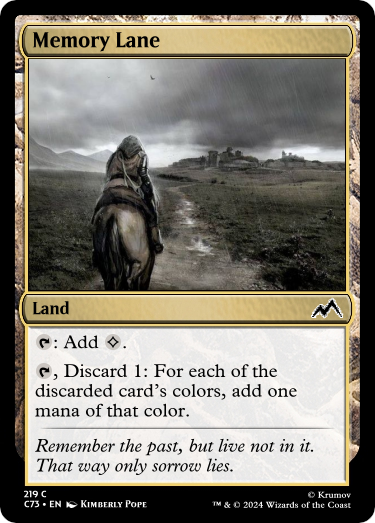 Memory Lane
Land
: Add .
, Discard 1: For each of the
discarded card's colors, add one
mana of that color.
Remember the past, but live not in it.
That way only sorrow lies.
219 C
C73 • EN Kimberly Pope
© Krumov
™ & © 2024 Wizards of the Coast